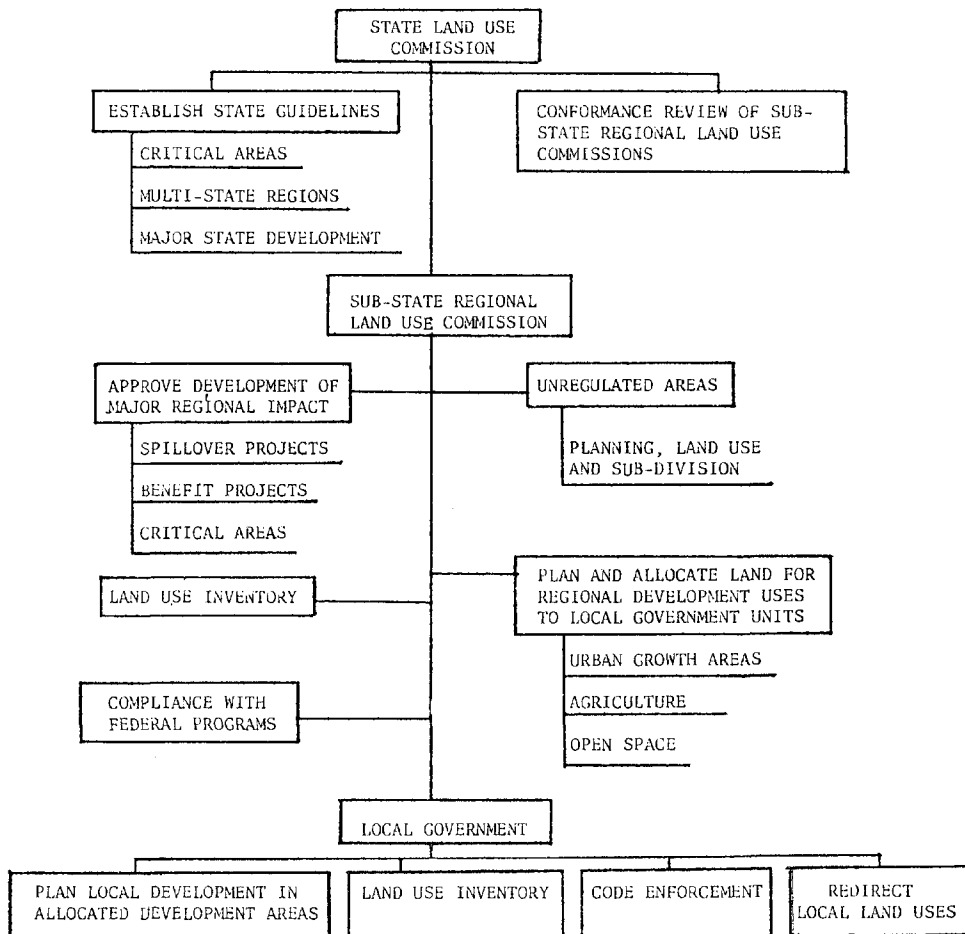 STATE LAND USE
COMMISSION
ESTABLISH STATE GUIDELINES
CRITICAL AREAS
MULTI-STATE REGIONS
MAJOR STATE DEVELOPMENT
CONFORMANCE REVIEW OF SUB-
STATE REGIONAL LAND USE
COMMISSIONS
SUB-STATE REGIONAL
LAND USE COMMISSION
APPROVE DEVELOPMENT OF
MAJOR REGIONAL IMPACT
SPILLOVER PROJECTS
BENEFIT PROJECTS
CRITICAL AREAS
UNREGULATED AREAS
PLANNING, LAND USE
AND SUB-DIVISION
LAND USE INVENTORY
PLAN AND ALLOCATE LAND FOR
REGIONAL DEVELOPMENT USES
TO LOCAL GOVERNMENT UNITS
URBAN GROWTH AREAS
AGRICULTURE
OPEN SPACE
COMPLIANCE WITH
FEDERAL PROGRAMS
LOCAL GOVERNMENT
PLAN LOCAL DEVELOPMENT IN
ALLOCATED DEVELOPMENT AREAS
LAND USE INVENTORY
CODE ENFORCEMENT
REDIRECT
LOCAL LAND USES